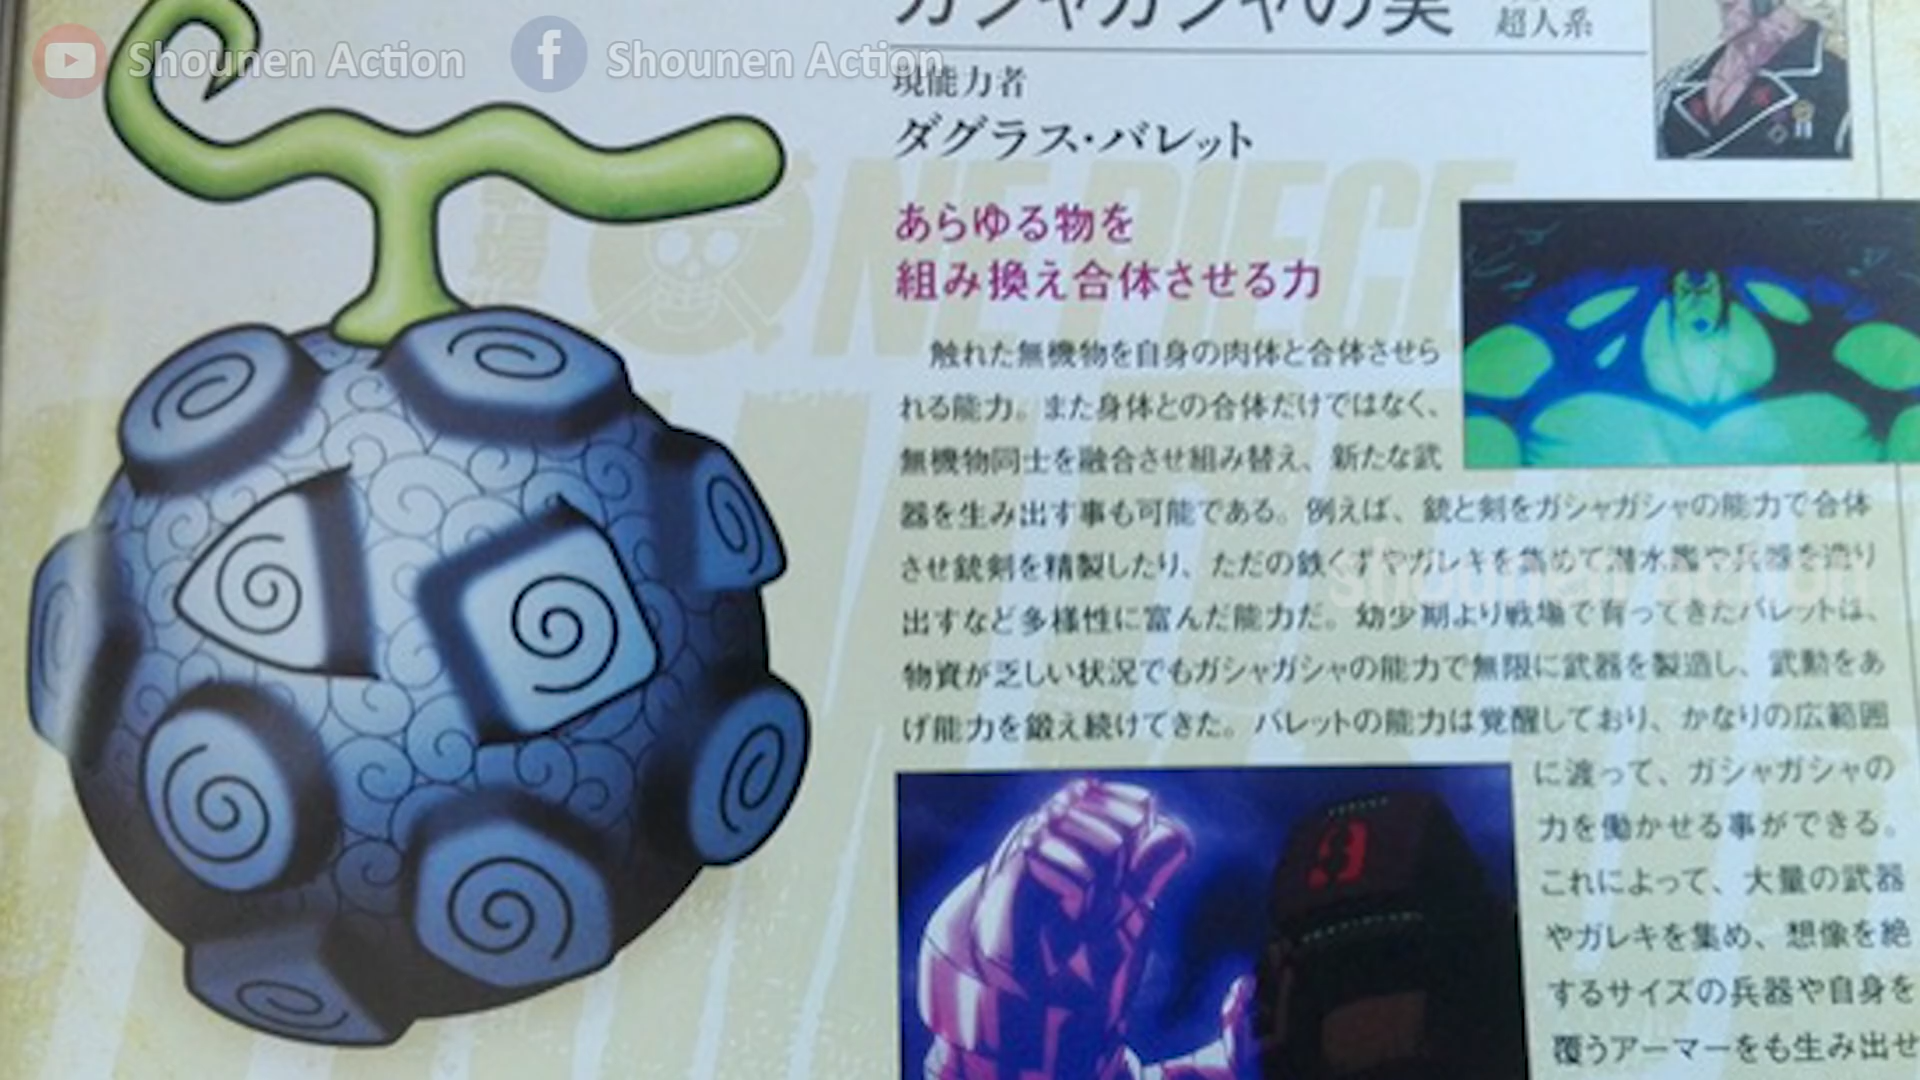 Shounen Action
Shounen Action
ガシャガシャの実
超人系
現能力者
ダグラス・バレット
あらゆる物を
組み換え合体させる力
触れた無機物を自身の肉体と合体させら
れる能力。また身体との合体だけではなく、
無機物同士を融合させ組み替え、新たな武
器を生み出す事も可能である。例えば、銃と剣をガシャガシャの能力で合体
させ銃剣を精製したり、ただの鉄くずやガレキを集めて潜水艦や兵器を造り
出すなど多様性に富んだ能力だ。幼少期より戦場で育ってきたバレットは、
物資が乏しい状況でもガシャガシャの能力で無限に武器を製造し、武勲をあ
げ能力を鍛え続けてきた。バレットの能力は覚醒しており、かなりの広範囲
に渡って、ガシャガシャの
力を働かせる事ができる。
これによって、大量の武器
やガレキを集め、想像を絶
するサイズの兵器や自身を
覆うアーマーをも生み出せ
shounen action
ONE PIECE